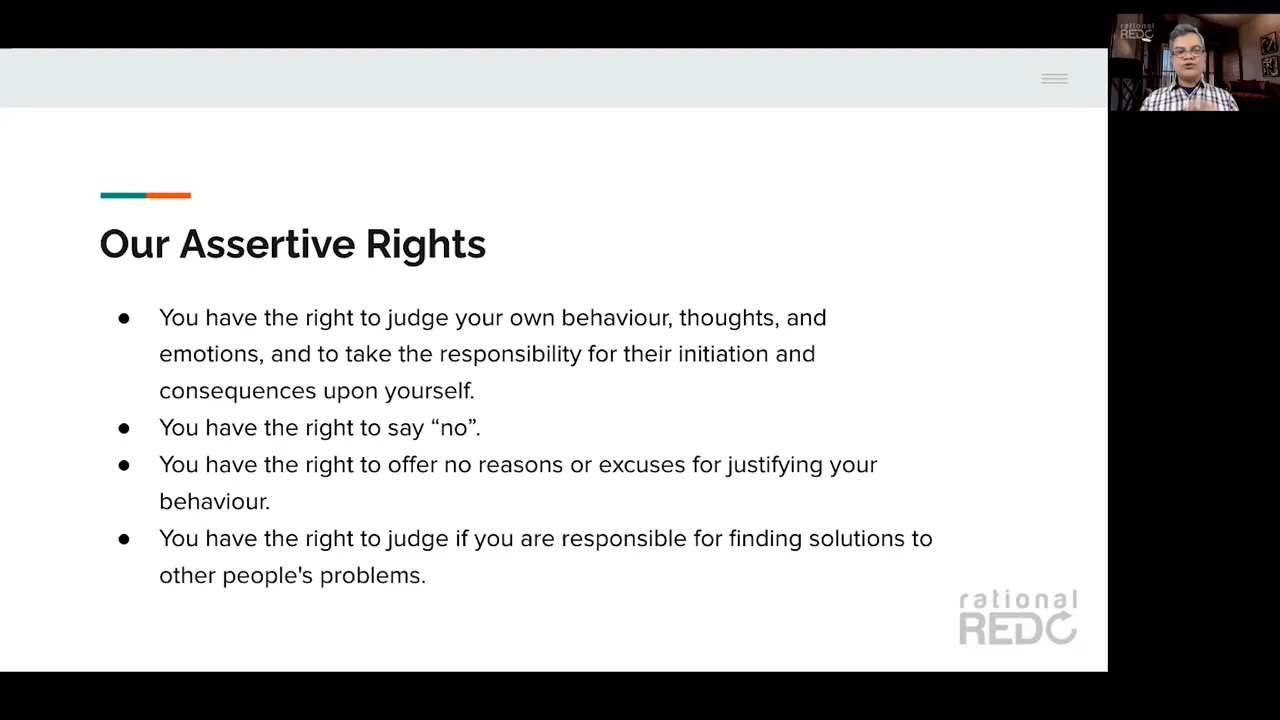 rational
REDO
Our Assertive Rights
● You have the right to judge your own behaviour, thoughts, and
emotions, and to take the responsibility for their initiation and
consequences upon yourself.
● You have the right to say “no”.
● You have the right to offer no reasons or excuses for justifying your
behaviour.
● You have the right to judge if you are responsible for finding solutions to
other people's problems.
rational
REDO